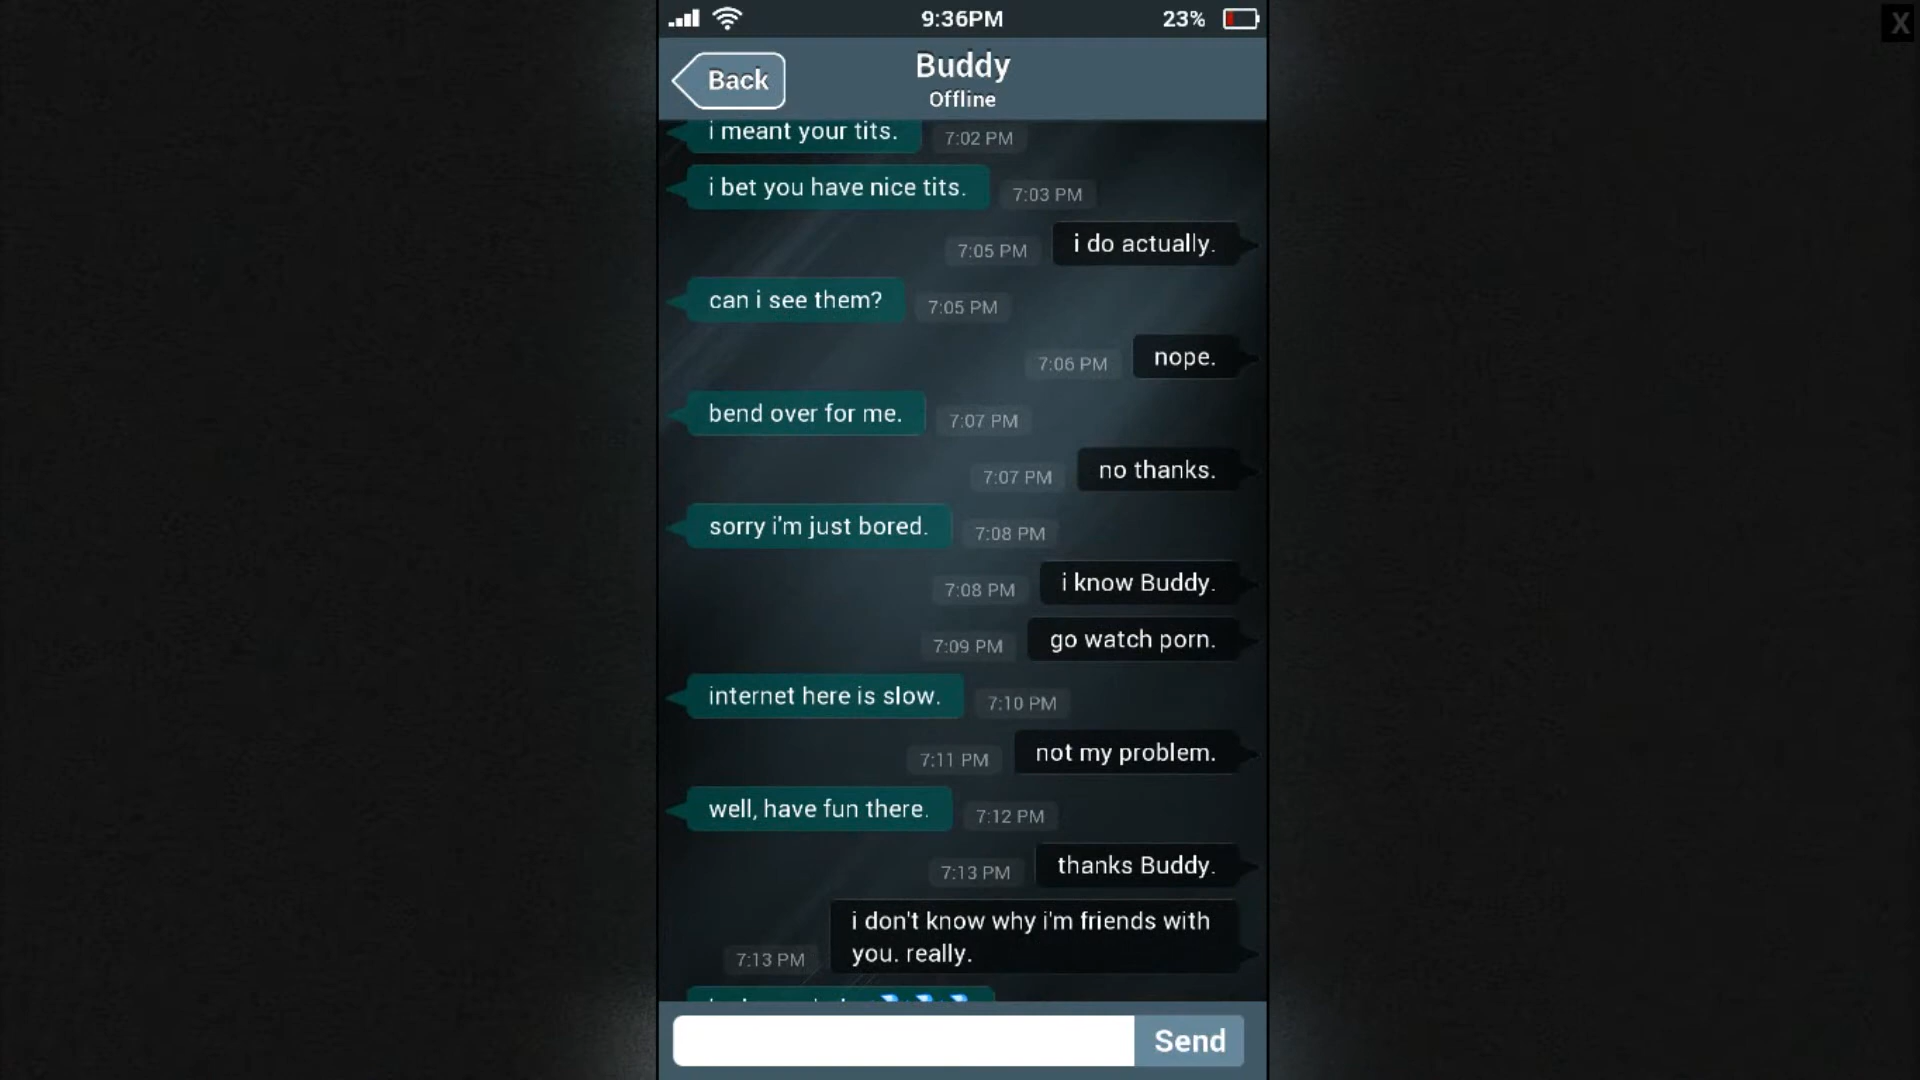 9:36PM
23%
X
Back
Buddy
Offline
i meant your tits.
7:02 PM
i bet you have nice tits.
7:03 PM
7:05 PM
i do actually.
can i see them?
7:05 PM
7:06 PM
nope.
bend over for me.
7:07 PM
7:07 PM
no thanks.
sorry i'm just bored.
7:08 PM
7:08 PM
i know Buddy.
7:09 PM
go watch porn.
internet here is slow.
7:10 PM
7:11 PM
not my problem.
well, have fun there.
7:12 PM
7:13 PM
thanks Buddy.
i don't know why i'm friends with
you. really.
7:13 PM
Send